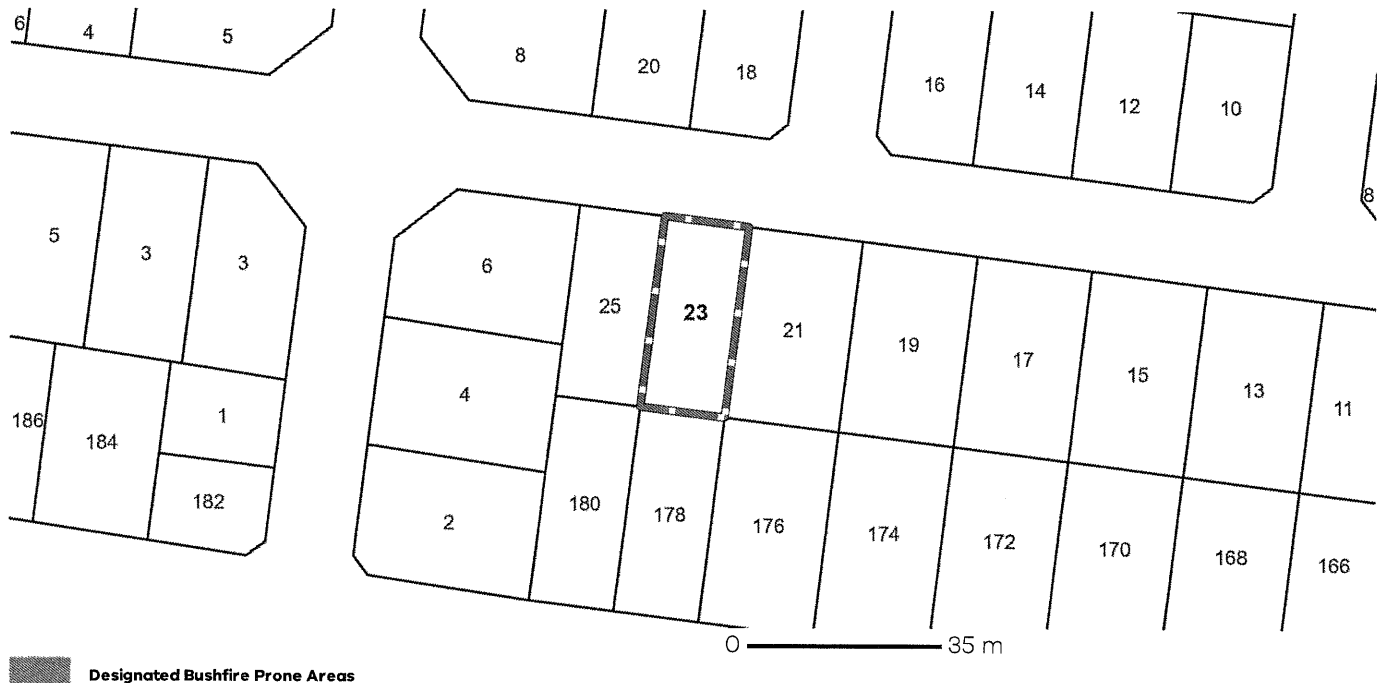 6 4 5 8 20 18 16 14 12 10 8
5 3 3 6 25 23 21 19 17 15 13 11
186 184 1 4
182 2 180 178 176 174 172 170 168 166
0 35 m
Designated Bushfire Prone Areas